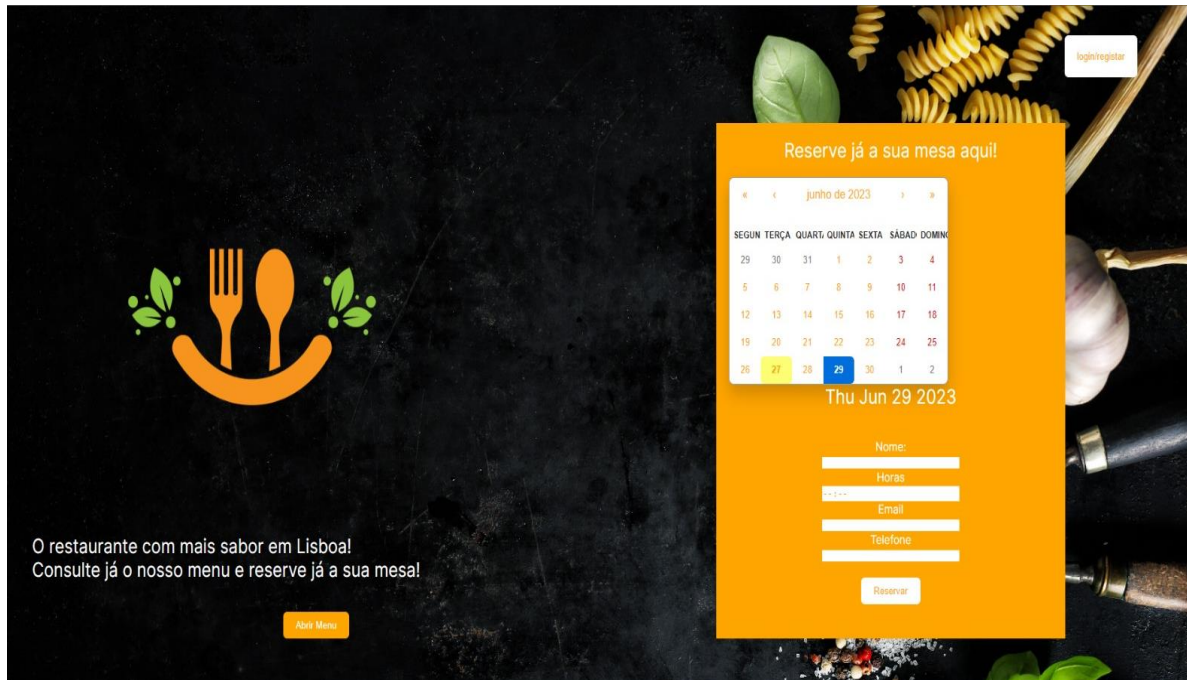 login/registar
Reserve já a sua mesa aqui!
« ‹ junho de 2023 › »
SEGUN TERÇA QUART QUINTA SEXTA SÁBAD DOMING
29 30 31 1 2 3 4
5 6 7 8 9 10 11
12 13 14 15 16 17 18
19 20 21 22 23 24 25
26 27 28 29 30 1 2
Thu Jun 29 2023
Nome:
Horas
--:--
Email
Telefone
Reservar
O restaurante com mais sabor em Lisboa!
Consulte já o nosso menu e reserve já a sua mesa!
Abrir Menu